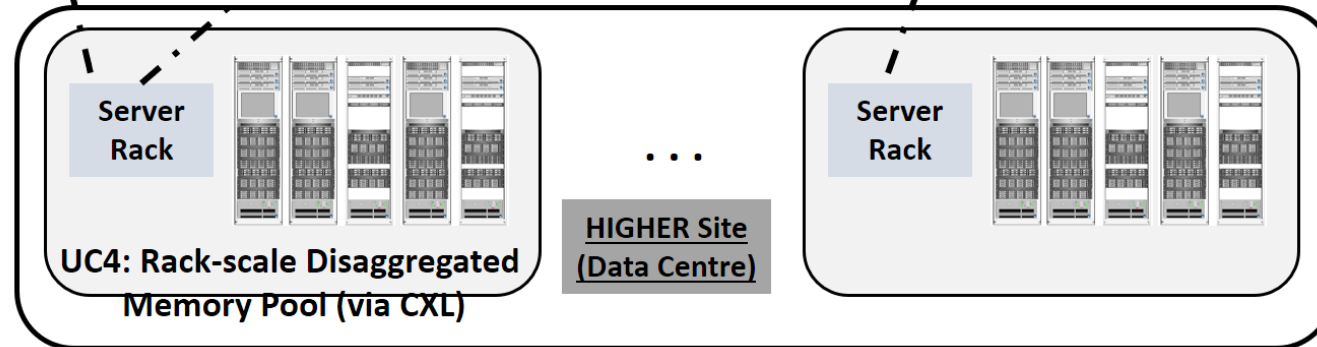 Server
Rack
UC4: Rack-scale Disaggregated
Memory Pool (via CXL)
. . .
HIGHER Site
(Data Centre)
Server
Rack